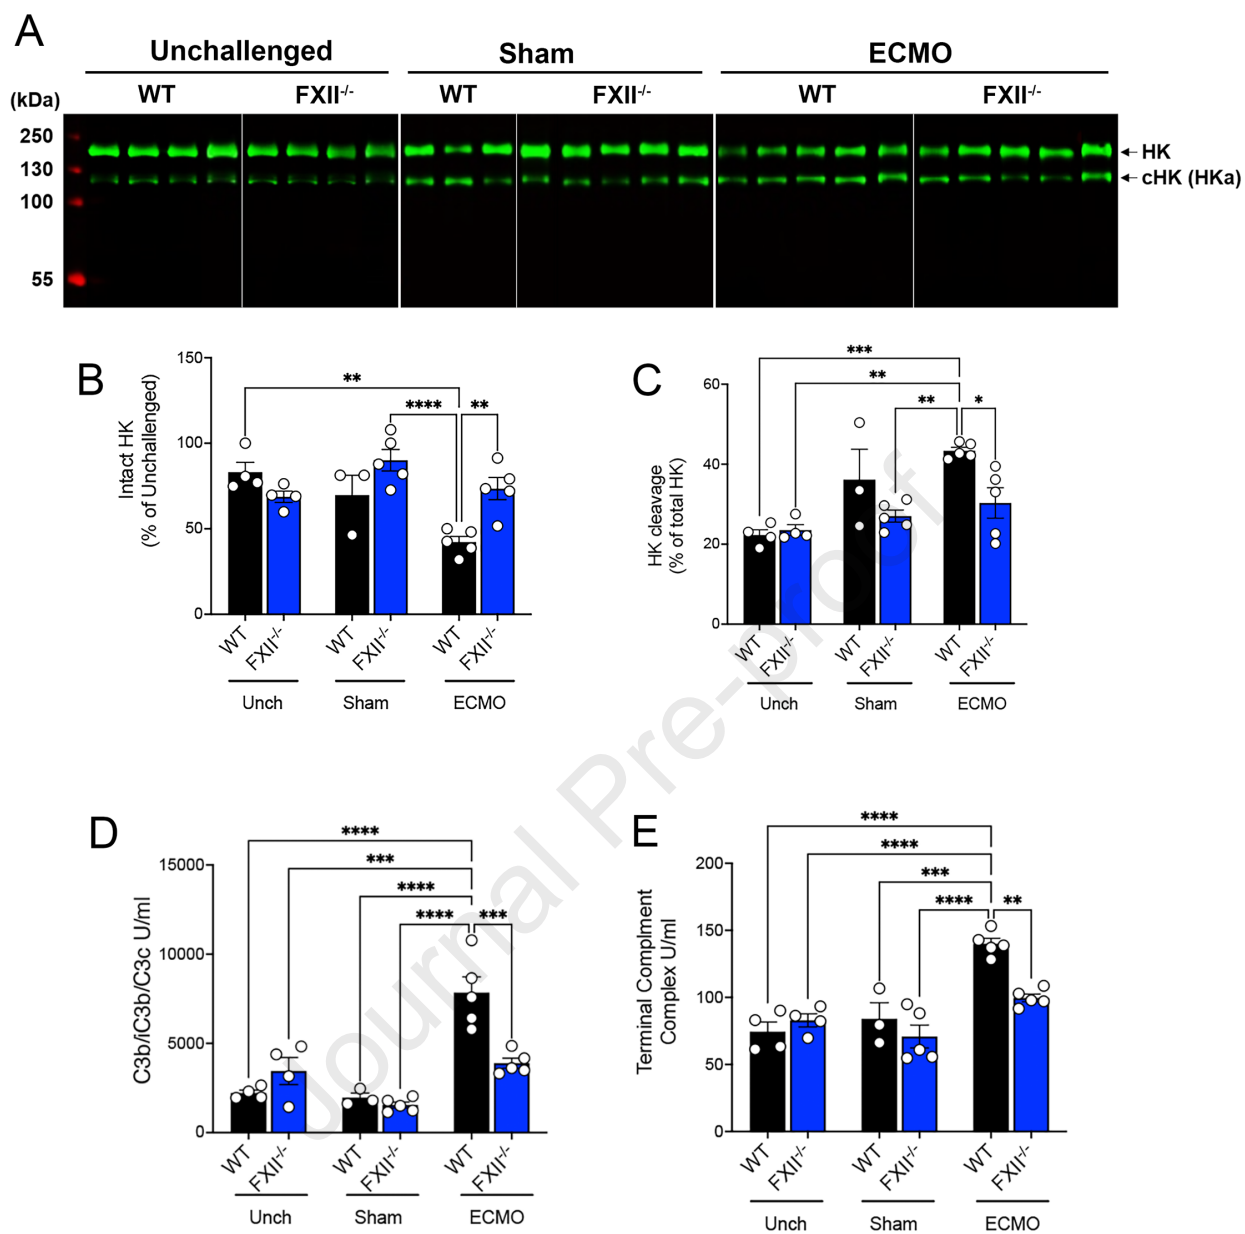 A
Unchallenged Sham ECMO
(kDa) WT FXII-/- WT FXII-/- WT FXII-/-
250
130
100
55
HK
cHK (HKa)
B
Intact HK
(% of Unchallenged)
150
100
50
0
** **** **
WT FXII-/- WT FXII-/- WT FXII-/-
Unch Sham ECMO
C
HK cleavage
(% of total HK)
60
40
20
0
***
**
** *
WT FXII-/- WT FXII-/- WT FXII-/-
Unch Sham ECMO
D
C3b/iC3b/C3c U/ml
15000
10000
5000
0
****
***
****
**** ***
WT FXII-/- WT FXII-/- WT FXII-/-
Unch Sham ECMO
E
Terminal Complment
Complex U/ml
200
150
100
50
0
****
****
***
**** **
WT FXII-/- WT FXII-/- WT FXII-/-
Unch Sham ECMO
Journal Pre-proof